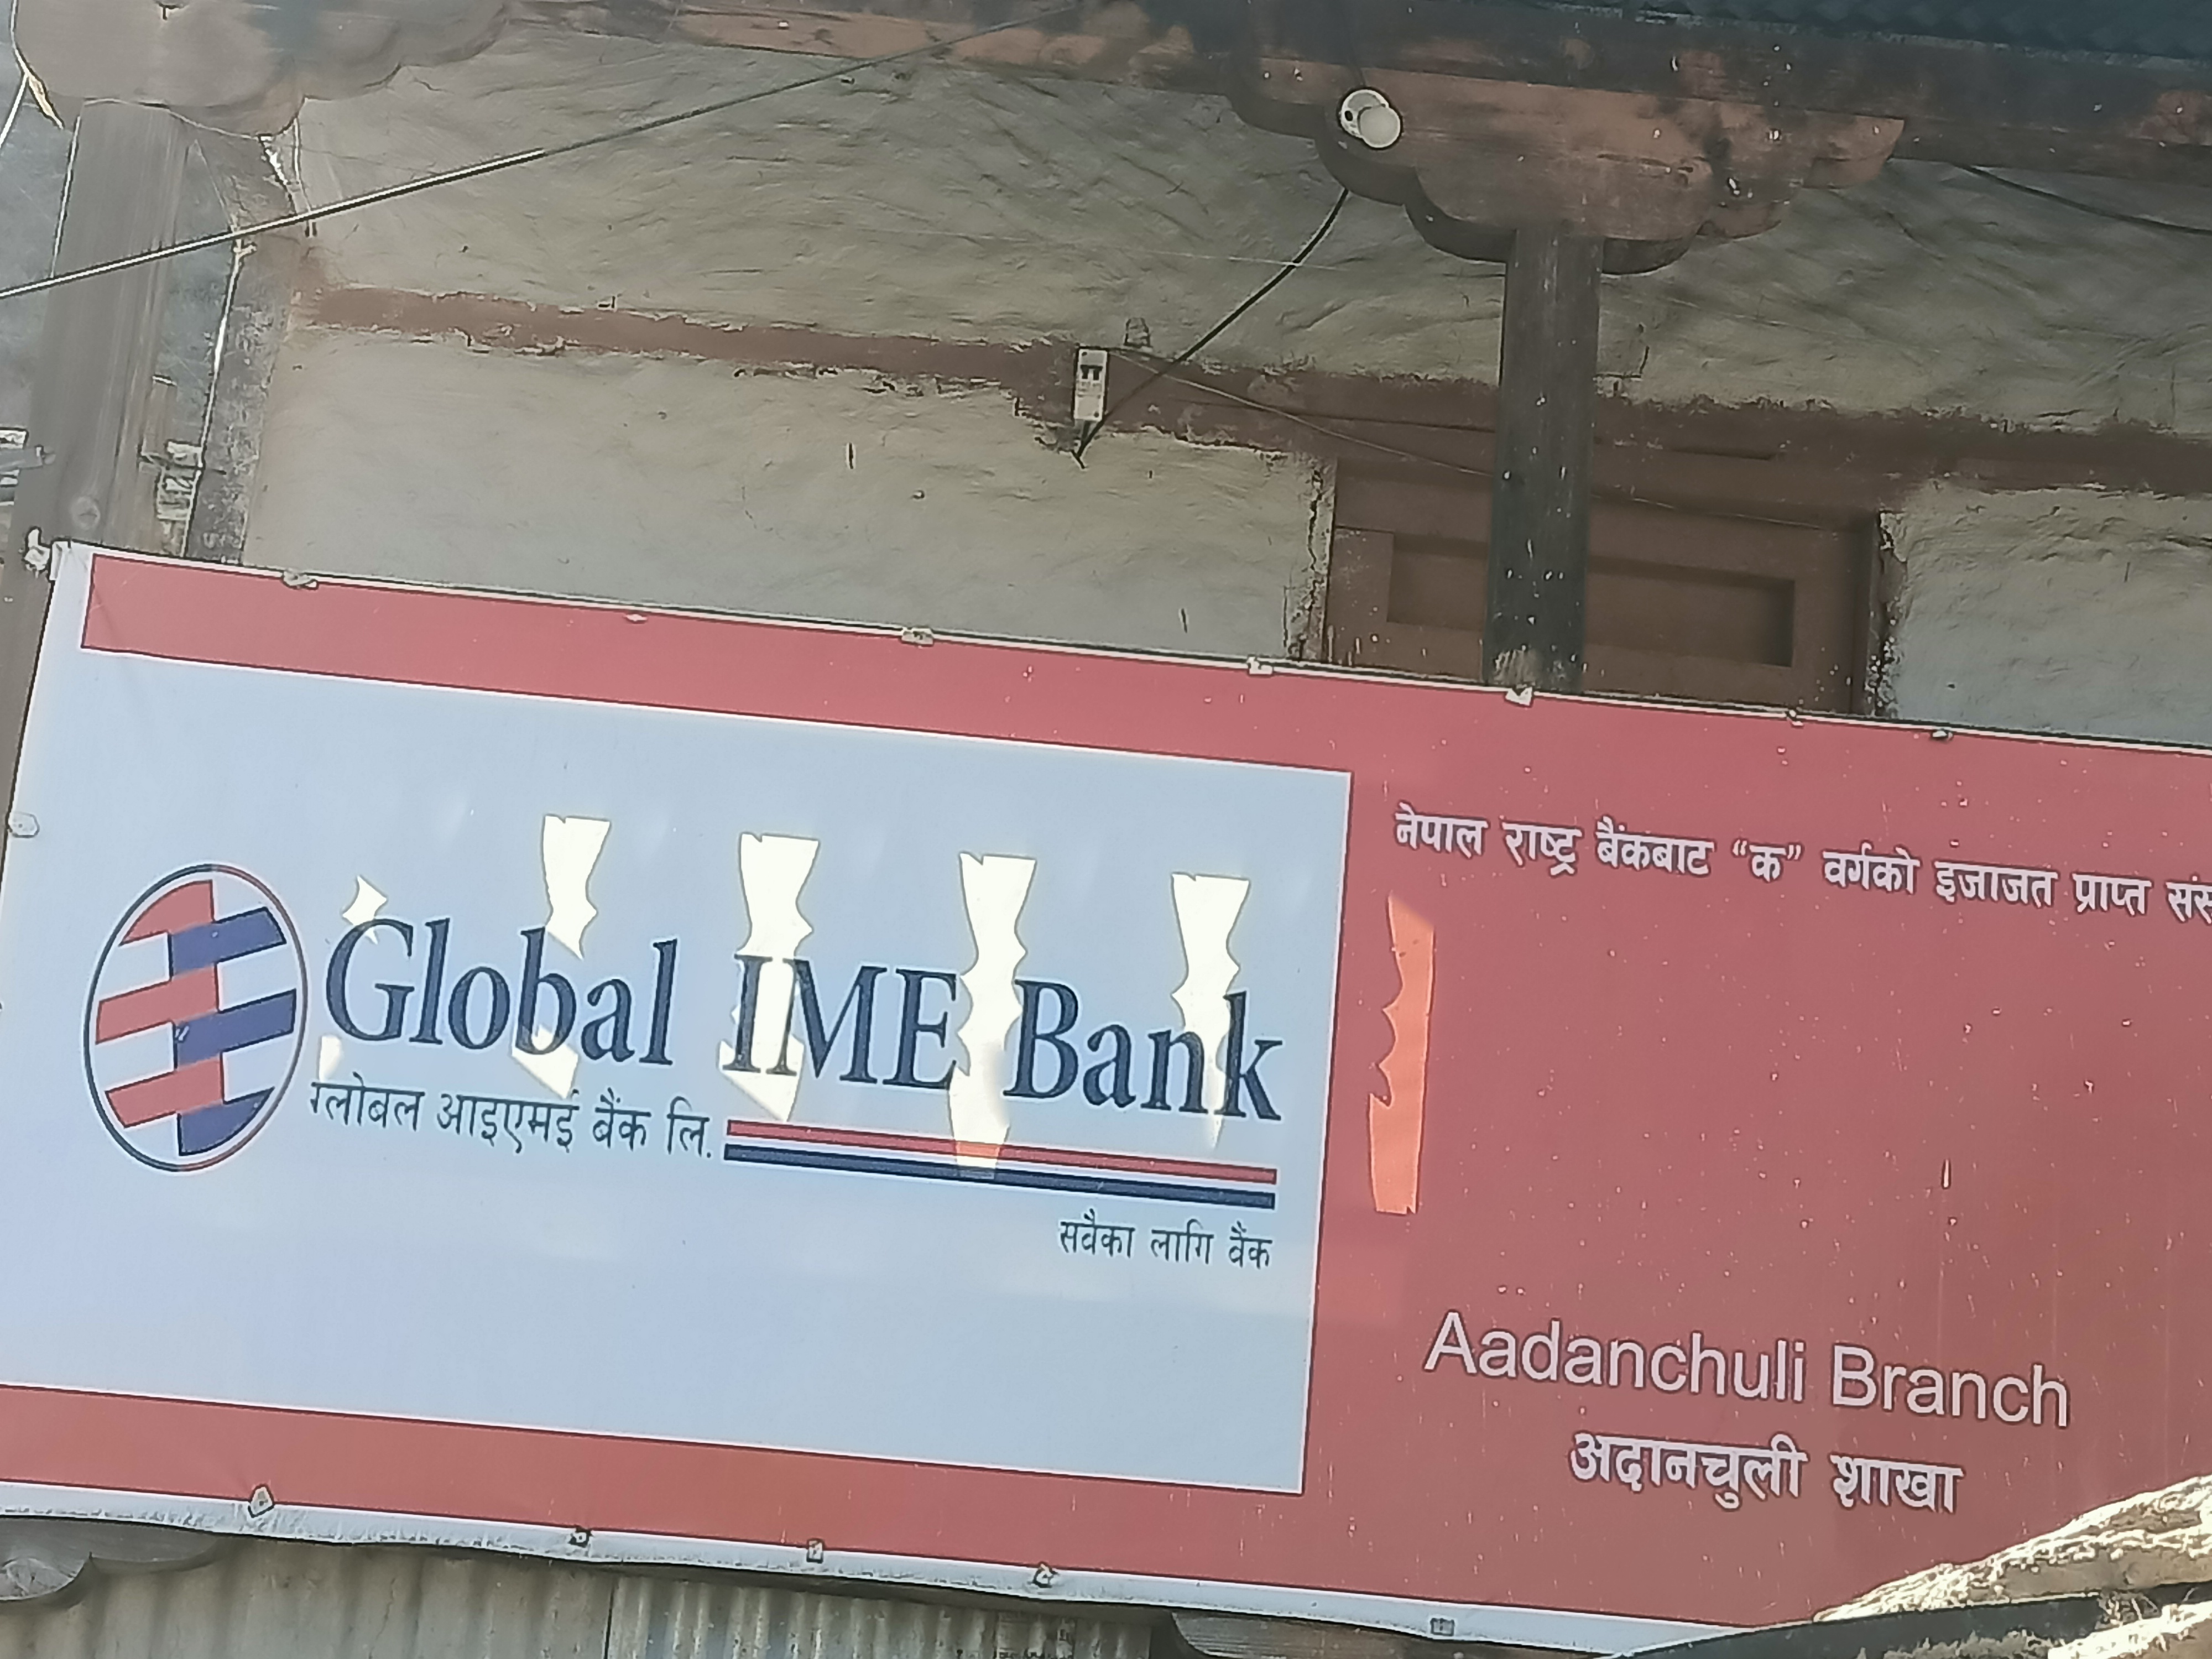 Global IME Bank
ग्लोबल आइएमई बैंक लि.
सबैका लागि बैंक
नेपाल राष्ट्र बैंकबाट “क” वर्गको इजाजत प्राप्त
Aadanchuli Branch
अदानचुली शाखा